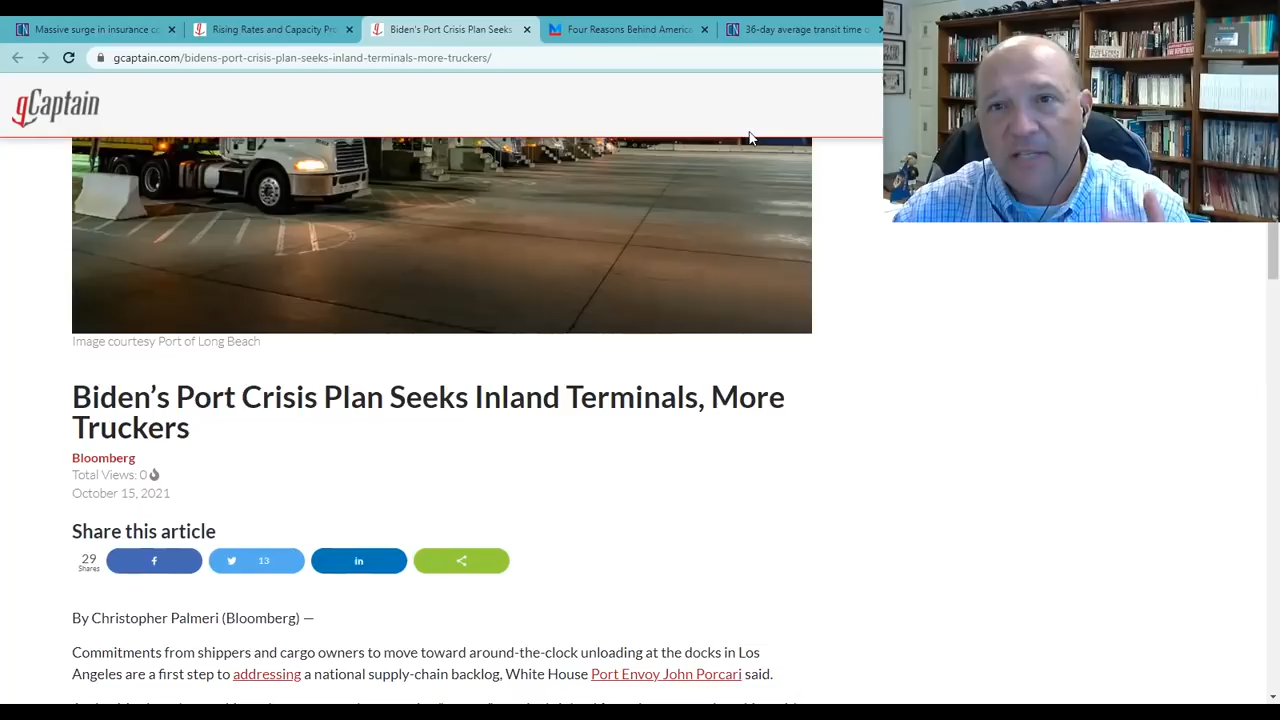 Massive surge in insurance co
Rising Rates and Capacity Pro
Biden's Port Crisis Plan Seeks
Four Reasons Behind America
36-day average transit time o
gcaptain.com/bidens-port-crisis-plan-seeks-inland-terminals-more-truckers/
gCaptain
Image courtesy Port of Long Beach
Biden's Port Crisis Plan Seeks Inland Terminals, More
Truckers
Bloomberg
Total Views: 0
October 15, 2021
Share this article
29
Shares
13
By Christopher Palmeri (Bloomberg) —
Commitments from shippers and cargo owners to move toward around-the-clock unloading at the docks in Los
Angeles are a first step to addressing a national supply-chain backlog, White House Port Envoy John Porcari said.